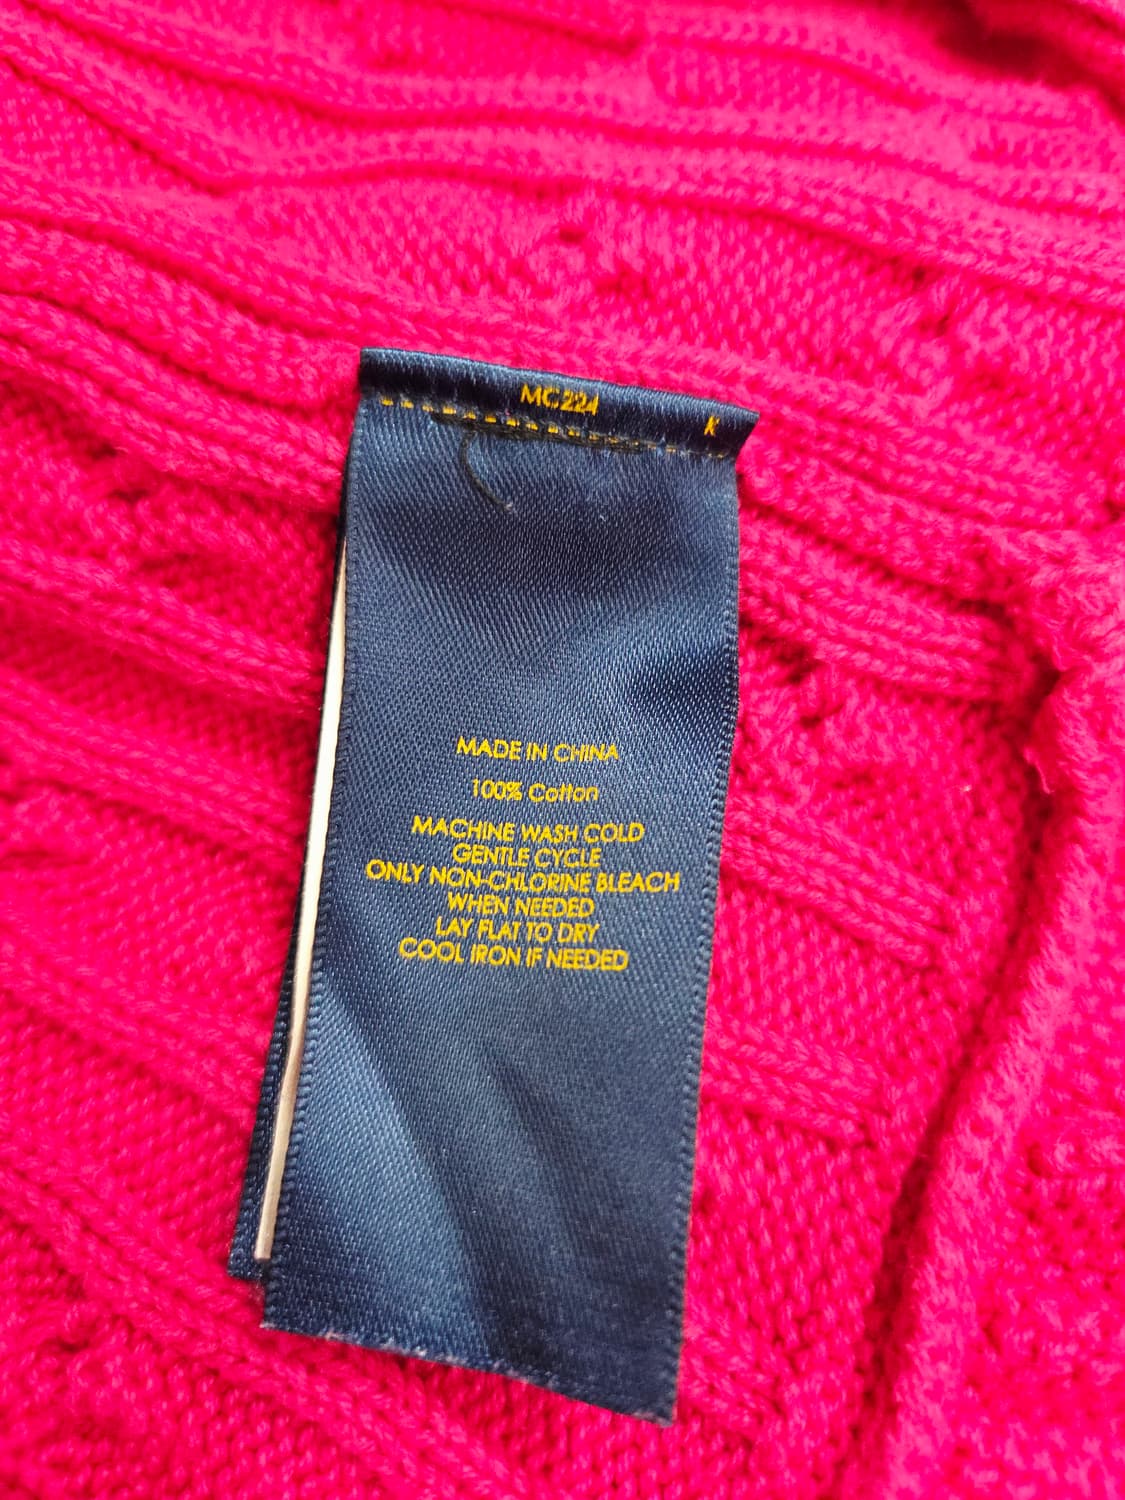 MC224
K
MADE IN CHINA
100% Cotton
MACHINE WASH COLD
GENTLE CYCLE
ONLY NON-CHLORINE BLEACH
WHEN NEEDED
LAY FLAT TO DRY
COOL IRON IF NEEDED